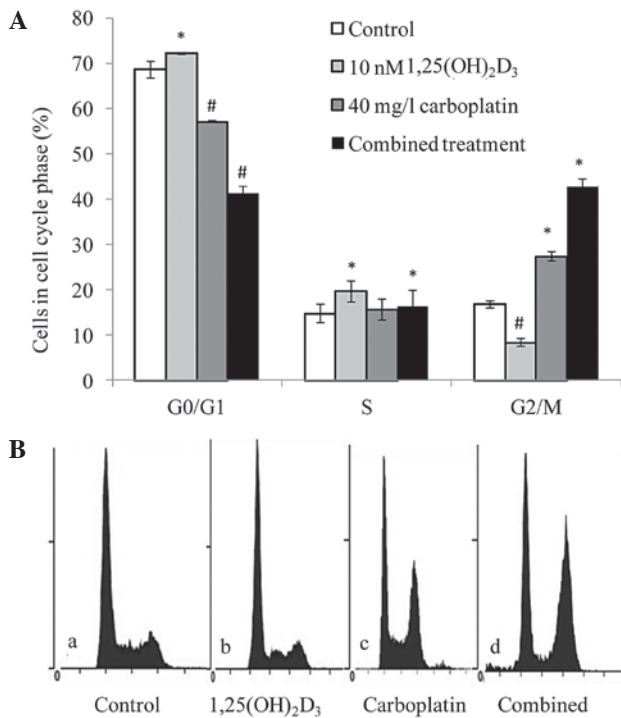 A
80
70
60
50
40
30
20
10
0
Cells in cell cycle phase (%)
Control
10 nM1,25(OH)₂D₃
40 mg/l carboplatin
Combined treatment
*
#
#
*
*
#
*
*
G0/G1 S G2/M
B
a b c d
0 0 0 0
Control 1,25(OH)₂D₃ Carboplatin Combined